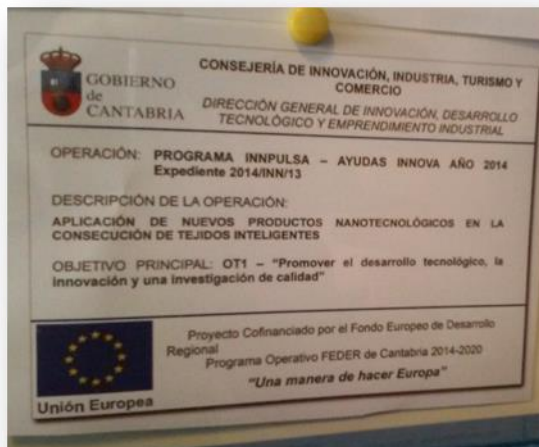 GOBIERNO
de
CANTABRIA
CONSEJERÍA DE INNOVACIÓN, INDUSTRIA, TURISMO Y
COMERCIO
DIRECCIÓN GENERAL DE INNOVACIÓN, DESARROLLO
TECNOLÓGICO Y EMPRENDIMIENTO INDUSTRIAL
OPERACIÓN: PROGRAMA INNPULSA – AYUDAS INNOVA AÑO 2014
Expediente 2014/INN/13
DESCRIPCIÓN DE LA OPERACIÓN:
APLICACIÓN DE NUEVOS PRODUCTOS NANOTECNOLÓGICOS EN LA
CONSECUCIÓN DE TEJIDOS INTELIGENTES
OBJETIVO PRINCIPAL: OT1 – "Promover el desarrollo tecnológico, la
innovación y una investigación de calidad"
Proyecto Cofinanciado por el Fondo Europeo de Desarrollo
Regional
Programa Operativo FEDER de Cantabria 2014-2020
"Una manera de hacer Europa"
Unión Europea